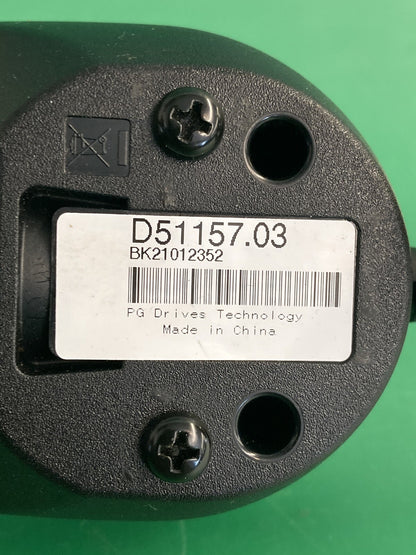 D51157.03
BK21012352
PG Drives Technology
Made in China